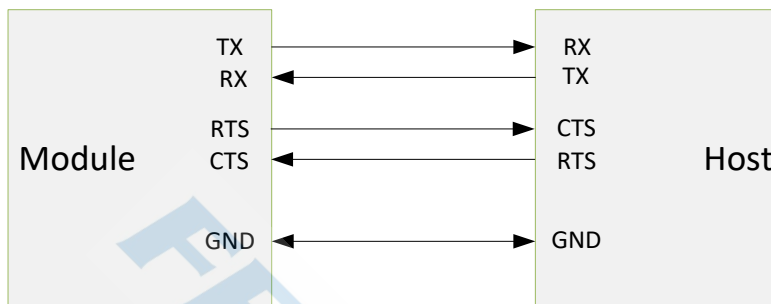 TX RX
RX TX
RTS CTS
Module CTS RTS Host
GND GND